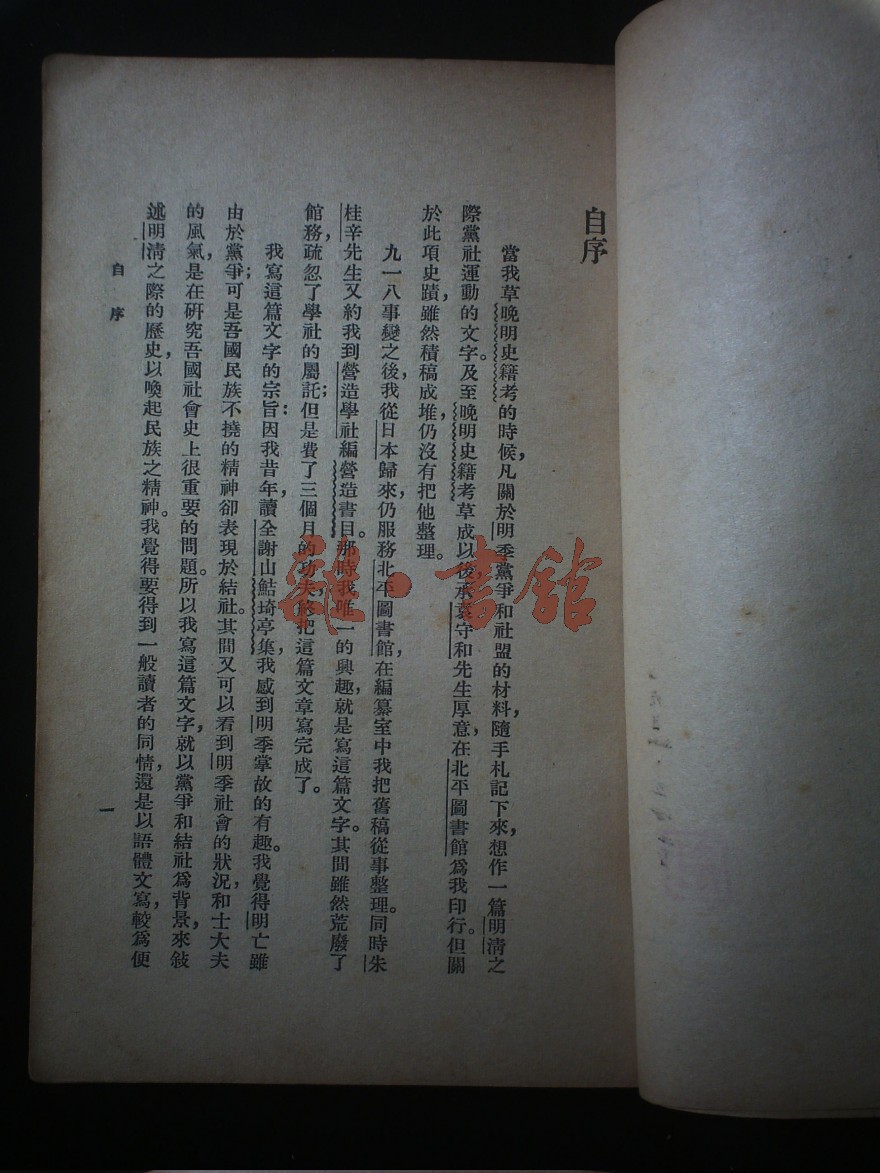 自序
當我草晚明史籍考的時候，凡關於明季黨爭和社盟的材料，隨手札記下來，想作一篇明清之
際黨社運動的文字。及至晚明史籍考草成以後，承袁守和先生厚意，在北平圖書館爲我印行。但關
於此項史蹟，雖然積稿成堆，仍沒有把他整理。
九一八事變之後，我從日本歸來，仍服務北平圖書館，在編纂室中我把舊稿從事整理。同時朱
桂辛先生又約我到營造學社編營造書目。那時我唯一的興趣，就是寫這篇文字。其間雖然荒廢了
館務，疏忽了學社的屬託；但是費了三個月的功夫，把這篇文章寫完成了。
我寫這篇文字的宗旨：因我昔年，讀全謝山鮚埼亭集，我感到明季掌故的有趣。我覺得明亡雖
由於黨爭；可是吾國民族不撓的精神卻表現於結社。其間又可以看到明季社會的狀況，和士大夫
的風氣，是在研究吾國社會史上很重要的問題。所以我寫這篇文字，就以黨爭和結社爲背景，來敍
述明清之際的歷史，以喚起民族之精神。我覺得要得到一般讀者的同情，還是以語體文寫，較爲便
自序
一
雜·書館